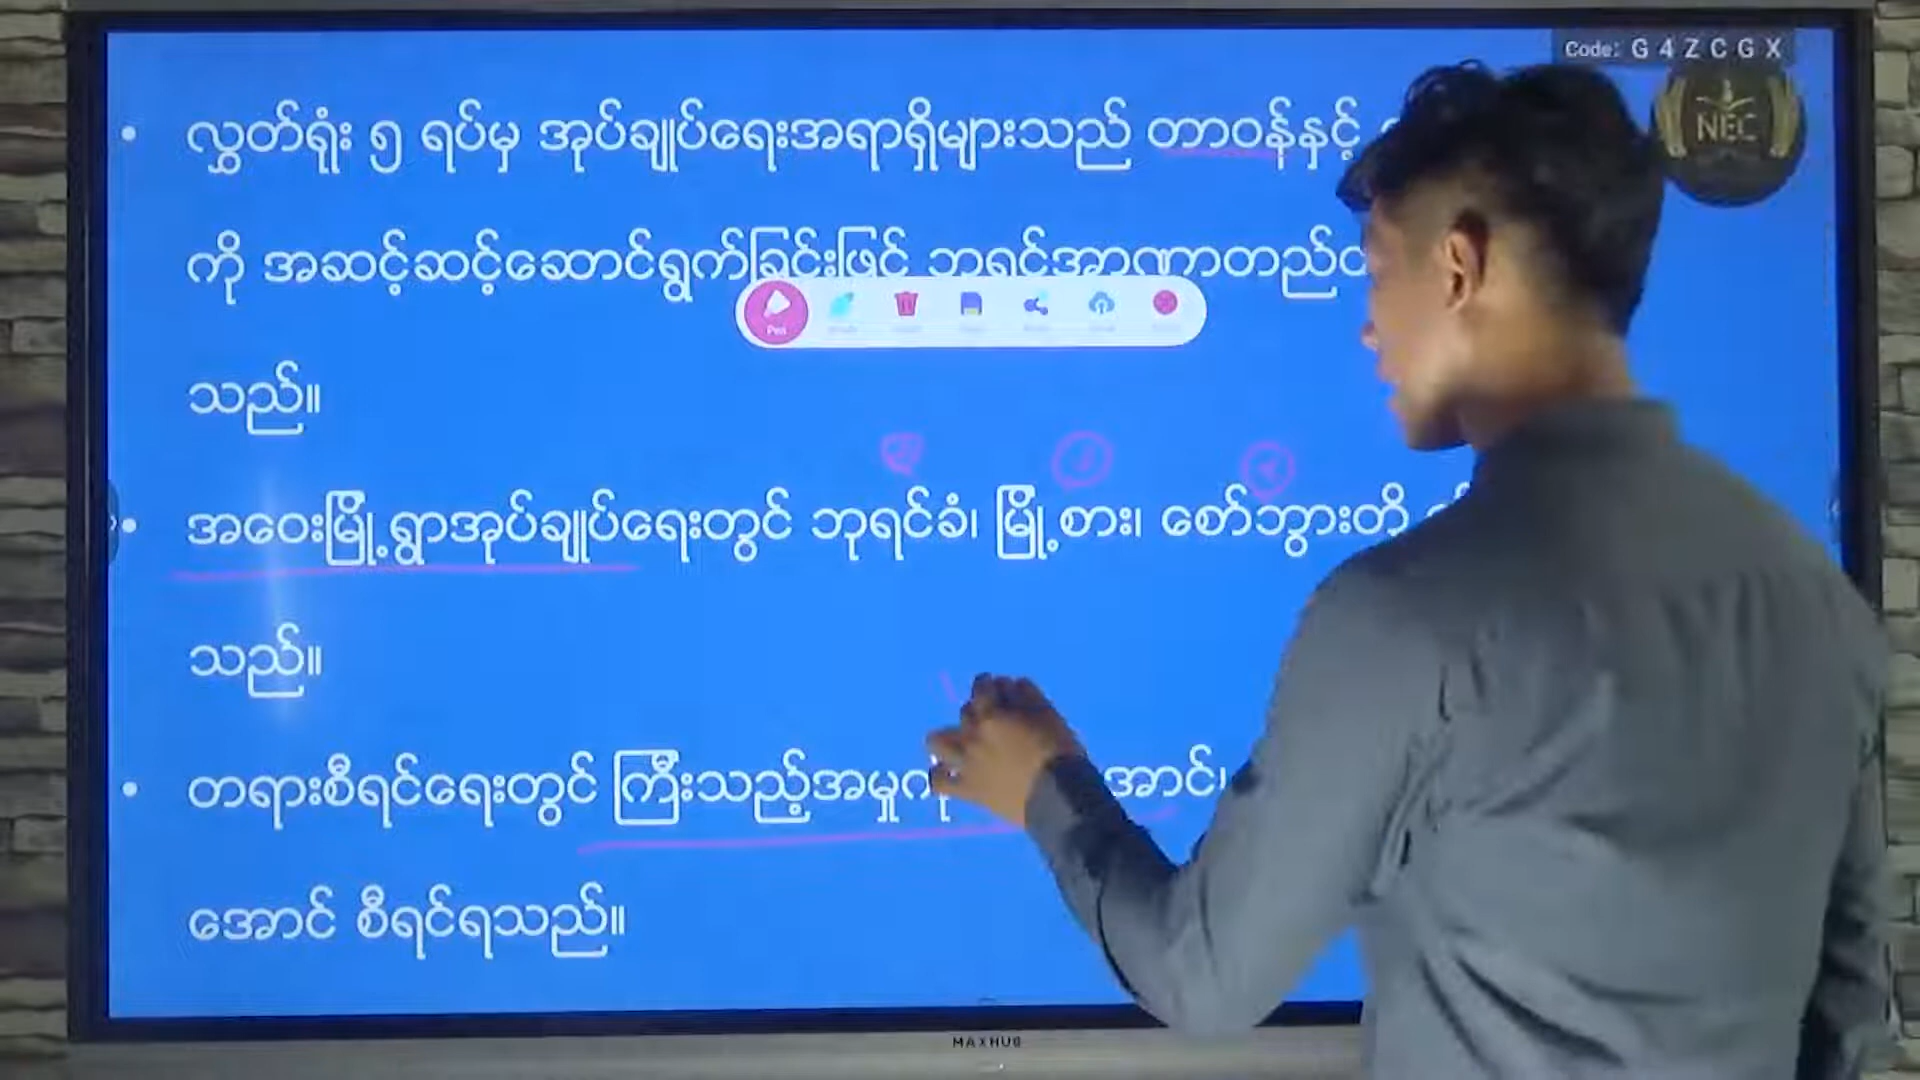 Code: G4ZCGX
NEC
• လွှတ်ရုံး ၅ ရပ်မှ အုပ်ချုပ်ရေးအရာရှိများသည် တာဝန်နှင့်
ကို အဆင့်ဆင့်ဆောင်ရွက်ခြင်းဖြင့် ဘုရင့်အာဏာတည်
Pen
သည်။
• အဝေးမြို့ရွာအုပ်ချုပ်ရေးတွင် ဘုရင်ခံ၊ မြို့စား၊ စော်ဘွားတို့
သည်။
• တရားစီရင်ရေးတွင် ကြီးသည့်အမှုကို အောင်၊
အောင် စီရင်ရသည်။
MAXHUB